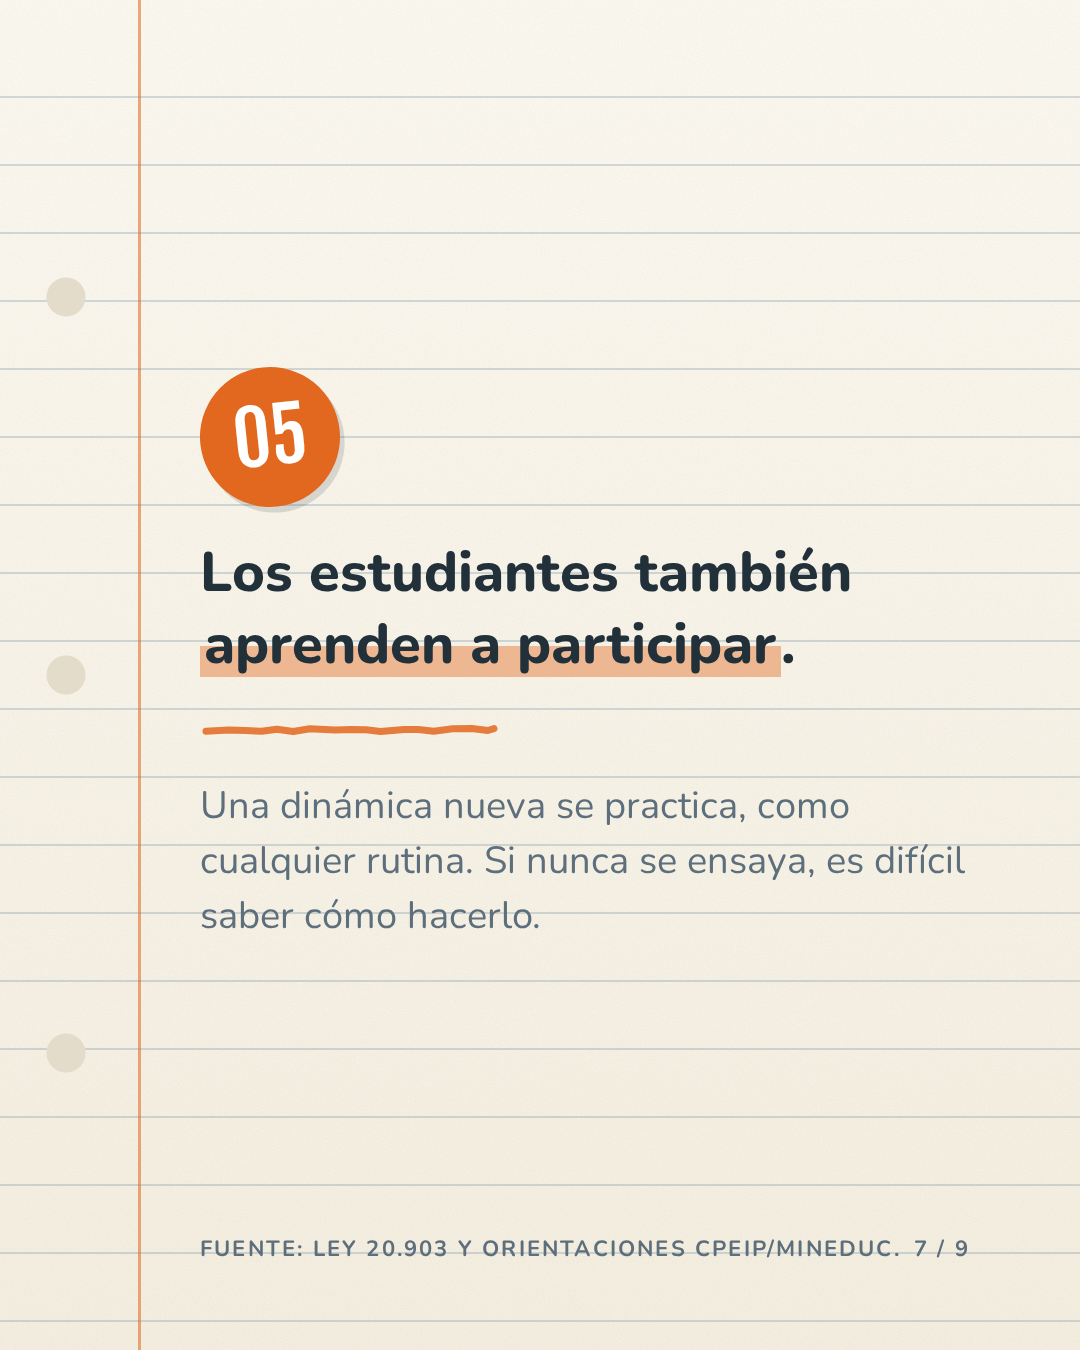 05
Los estudiantes también
aprenden a participar.
Una dinámica nueva se practica, como
cualquier rutina. Si nunca se ensaya, es difícil
saber cómo hacerlo.
FUENTE: LEY 20.903 Y ORIENTACIONES CPEIP/MINEDUC. 7 / 9